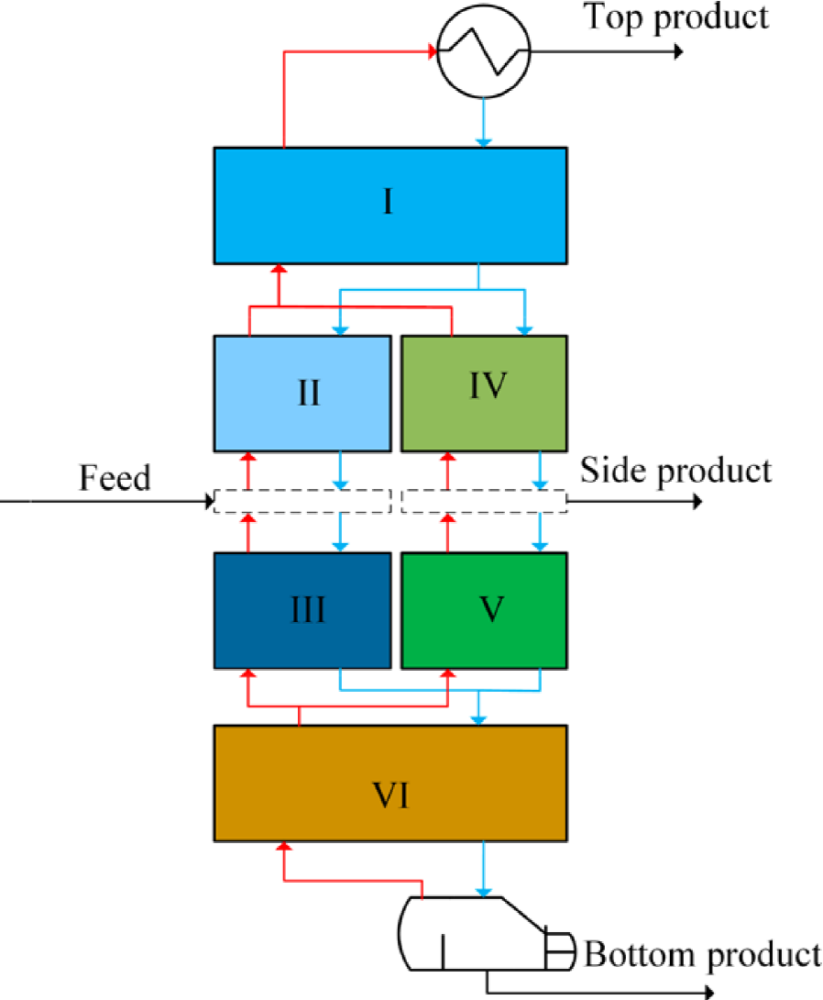 Top product
I
II
IV
Feed
Side product
III
V
VI
Bottom product